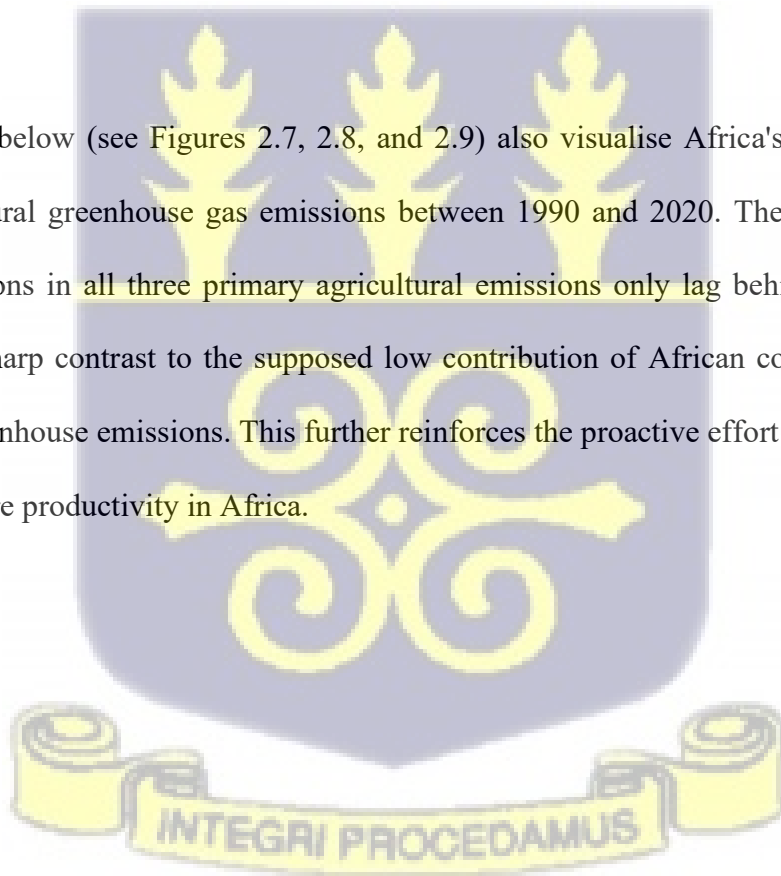 below (see Figures 2.7, 2.8, and 2.9) also visualise Africa's
ural greenhouse gas emissions between 1990 and 2020. The
ons in all three primary agricultural emissions only lag beh
harp contrast to the supposed low contribution of African co
nhouse emissions. This further reinforces the proactive effort
e productivity in Africa.
INTEGRI PROCEDAMUS